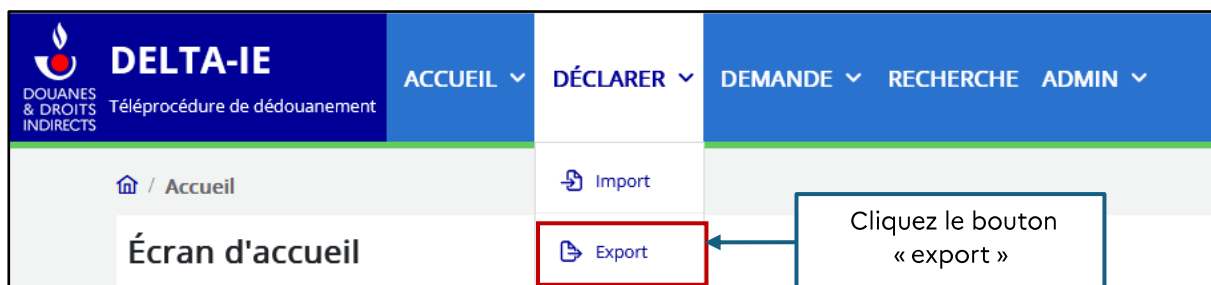 DOUANES
& DROITS
INDIRECTS
DELTA-IE
Téléprocédure de dédouanement
ACCUEIL
DÉCLARER
DEMANDE
RECHERCHE
ADMIN
/ Accueil
Import
Écran d'accueil
Export
Cliquez le bouton
« export »